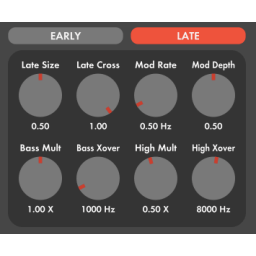 EARLY LATE
Late Size Late Cross Mod Rate Mod Depth
0.50 1.00 0.50 Hz 0.50
Bass Mult Bass Xover High Mult High Xover
1.00 X 1000 Hz 0.50 X 8000 Hz